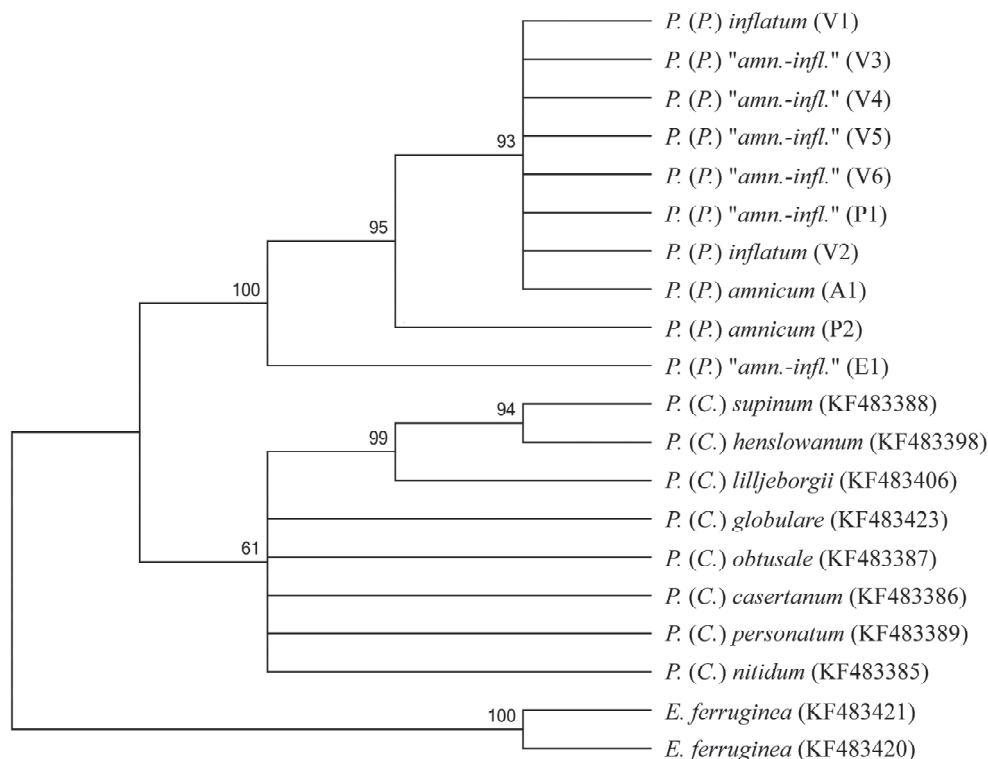 P. (P.) inflatum (V1)
P. (P.) "amn.-infl." (V3)
P. (P.) "amn.-infl." (V4)
93
P. (P.) "amn.-infl." (V5)
P. (P.) "amn.-infl." (V6)
P. (P.) "amn.-infl." (P1)
95
P. (P.) inflatum (V2)
100
P. (P.) amnicum (A1)
P. (P.) amnicum (P2)
P. (P.) "amn.-infl." (E1)
94
P. (C.) supinum (KF483388)
99
P. (C.) henslowanum (KF483398)
P. (C.) lilljeborgii (KF483406)
P. (C.) globulare (KF483423)
61
P. (C.) obtusale (KF483387)
P. (C.) casertanum (KF483386)
P. (C.) personatum (KF483389)
P. (C.) nitidum (KF483385)
100
E. ferruginea (KF483421)
E. ferruginea (KF483420)